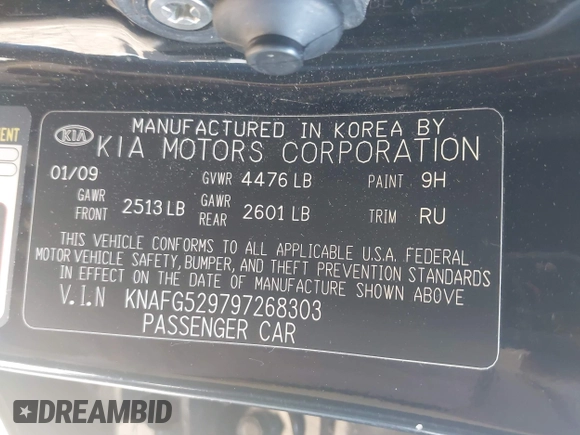 MENT
KIA
MANUFACTURED IN KOREA BY
KIA MOTORS CORPORATION
01/09 GVWR 4476 LB PAINT 9H
GAWR FRONT 2513 LB GAWR REAR 2601 LB TRIM RU
THIS VEHICLE CONFORMS TO ALL APPLICABLE U.S.A. FEDERAL
MOTOR VEHICLE SAFETY, BUMPER, AND THEFT PREVENTION STANDARDS
IN EFFECT ON THE DATE OF MANUFACTURE SHOWN ABOVE
V.I.N KNAFG529797268303
PASSENGER CAR
DREAMBID